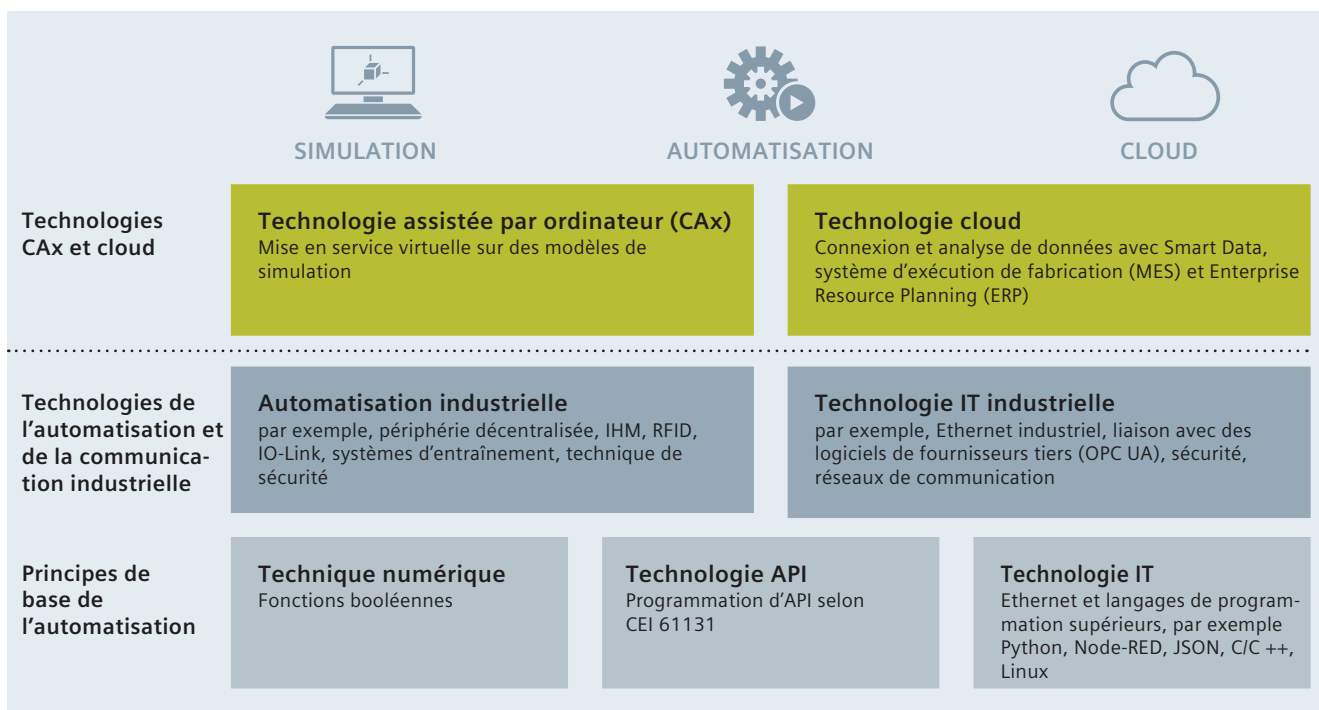 SIMULATION
AUTOMATISATION
CLOUD
Technologies
CAx et cloud
Technologie assistée par ordinateur (CAx)
Mise en service virtuelle sur des modèles de
simulation
Technologie cloud
Connexion et analyse de données avec Smart Data,
système d’exécution de fabrication (MES) et Enterprise
Resource Planning (ERP)
Technologies de
l’automatisation et
de la communica-
tion industrielle
Automatisation industrielle
par exemple, périphérie décentralisée, IHM, RFID,
IO-Link, systèmes d’entraînement, technique de
sécurité
Technologie IT industrielle
par exemple, Ethernet industriel, liaison avec des
logiciels de fournisseurs tiers (OPC UA), sécurité,
réseaux de communication
Principes de
base de
l’automatisation
Technique numérique
Fonctions booléennes
Technologie API
Programmation d’API selon
CEI 61131
Technologie IT
Ethernet et langages de program-
mation supérieurs, par exemple
Python, Node-RED, JSON, C/C ++,
Linux